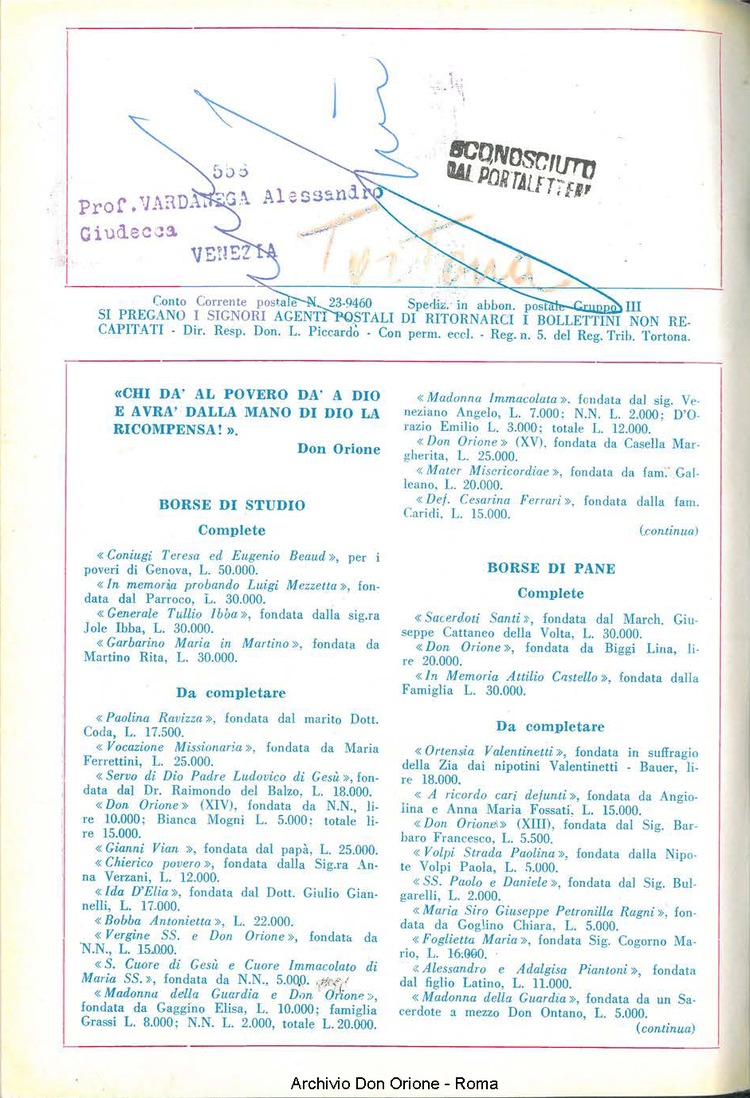 SCONOSCIUTO
DAL PORTALETTERE
556
Prof.VARDANEGA Alessandro
Giudecca
VENEZIA
Tortona
Conto Corrente postale N. 23-9460 Spediz. in abbon. postale Gruppo III
SI PREGANO I SIGNORI AGENTI POSTALI DI RITORNARCI I BOLLETTINI NON RE-
CAPITATI - Dir. Resp. Don. L. Piccardo - Con perm. eccl. - Reg. n. 5. del Reg. Trib. Tortona.
«CHI DA' AL POVERO DA' A DIO
E AVRA' DALLA MANO DI DIO LA
RICOMPENSA! ».
Don Orione
BORSE DI STUDIO
Complete
« Coniugi Teresa ed Eugenio Beaud », per i
poveri di Genova, L. 50.000.
« In memoria probando Luigi Mezzetta », fon-
data dal Parroco, L. 30.000.
« Generale Tullio Ibba », fondata dalla sig.ra
Jole Ibba, L. 30.000.
« Garbarino Maria in Martino », fondata da
Martino Rita, L. 30.000.
Da completare
« Paolina Ravizza », fondata dal marito Dott.
Coda, L. 17.500.
« Vocazione Missionaria », fondata da Maria
Ferrettini, L. 25.000.
« Servo di Dio Padre Ludovico di Gesù », fon-
data dal Dr. Raimondo del Balzo, L. 18.000.
« Don Orione » (XIV), fondata da N.N., li-
re 10.000; Bianca Mogni L. 5.000; totale li-
re 15.000.
« Gianni Vian », fondata dal papà, L. 25.000.
« Chierico povero », fondata dalla Sig.ra An-
na Verzani, L. 12.000.
« Ida D'Elia », fondata dal Dott. Giulio Gian-
nelli, L. 17.000.
« Bobba Antonietta », L. 22.000.
« Vergine SS. e Don Orione », fondata da
N.N., L. 15.000.
« S. Cuore di Gesù e Cuore Immacolato di
Maria SS. », fondata da N.N., 5.000.
« Madonna della Guardia e Don Orione »,
fondata da Gaggino Elisa, L. 10.000; famiglia
Grassi L. 8.000; N.N. L. 2.000, totale L. 20.000.
« Madonna Immacolata ». fondata dal sig. Ve-
neziano Angelo, L. 7.000; N.N. L. 2.000; D'O-
razio Emilio L. 3.000; totale L. 12.000.
« Don Orione » (XV), fondata da Casella Mar-
gherita, L. 25.000.
« Mater Misericordiae », fondata da fam. Gal-
leano, L. 20.000.
« Def. Cesarina Ferrari », fondata dalla fam.
Caridi, L. 15.000.
(continua)
BORSE DI PANE
Complete
« Sacerdoti Santi », fondata dal March. Giu-
seppe Cattaneo della Volta, L. 30.000.
« Don Orione », fondata da Biggi Lina, li-
re 20.000.
« In Memoria Attilio Castello », fondata dalla
Famiglia L. 30.000.
Da completare
« Ortensia Valentinetti », fondata in suffragio
della Zia dai nipotini Valentinetti - Bauer, li-
re 18.000.
« A ricordo cari defunti », fondata da Angio-
lina e Anna Maria Fossati, L. 15.000.
« Don Orione » (XIII), fondata dal Sig. Bar-
baro Francesco, L. 5.500.
« Volpi Strada Paolina », fondata dalla Nipo-
te Volpi Paola, L. 5.000.
« SS. Paolo e Daniele », fondata dal Sig. Bul-
garelli, L. 2.000.
« Maria Siro Giuseppe Petronilla Ragni », fon-
data da Goglino Chiara, L. 5.000.
« Foglietta Maria », fondata Sig. Cogorno Ma-
rio, L. 16.000.
« Alessandro e Adalgisa Piantoni », fondata
dal figlio Latino, L. 11.000.
« Madonna della Guardia », fondata da un Sa-
cerdote a mezzo Don Ontano, L. 5.000.
(continua)
Archivio Don Orione - Roma